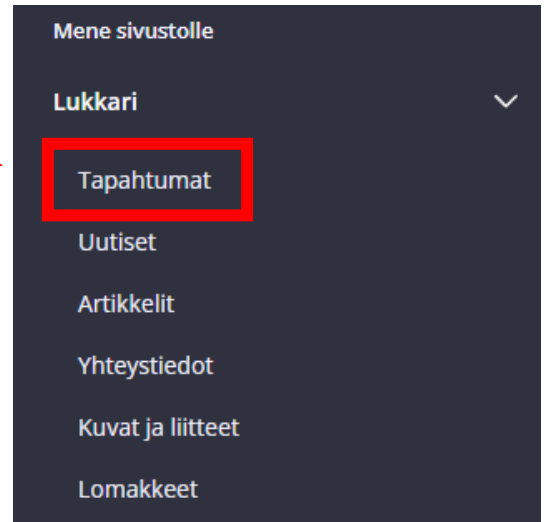 Mene sivustolle
Lukkari
Tapahtumat
Uutiset
Artikkelit
Yhteystiedot
Kuvat ja liitteet
Lomakkeet